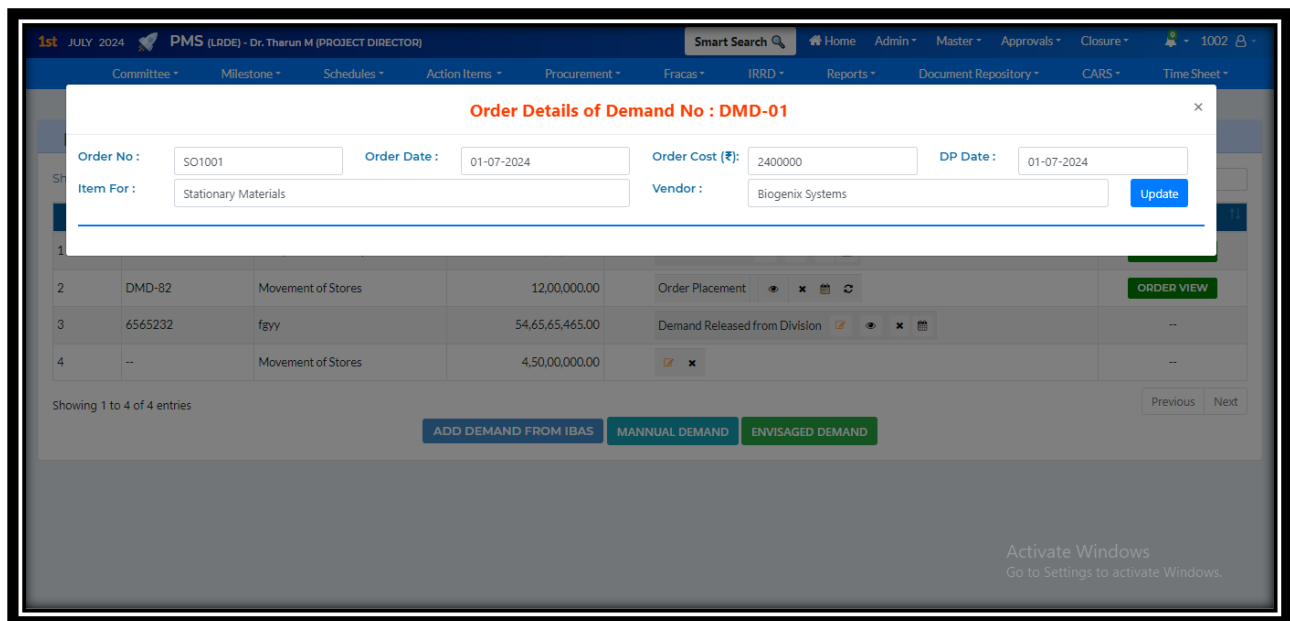 1st JULY 2024 PMS (LRDE) - Dr. Tharun M (PROJECT DIRECTOR) Smart Search Home Admin Master Approvals Closure 1002
Committee Milestone Schedules Action Items Procurement Fracas IRRD Reports Document Repository CARS Time Sheet
Order Details of Demand No : DMD-01 ×
Order No : SO1001 Order Date : 01-07-2024 Order Cost (₹): 2400000 DP Date : 01-07-2024
Item For : Stationary Materials Vendor : Biogenix Systems Update
1
2 DMD-82 Movement of Stores 12,00,000.00 Order Placement ORDER VIEW
3 6565232 fgyy 54,65,65,465.00 Demand Released from Division --
4 -- Movement of Stores 4,50,00,000.00 --
Showing 1 to 4 of 4 entries Previous Next
ADD DEMAND FROM IBAS MANNUAL DEMAND ENVISAGED DEMAND
Activate Windows
Go to Settings to activate Windows.